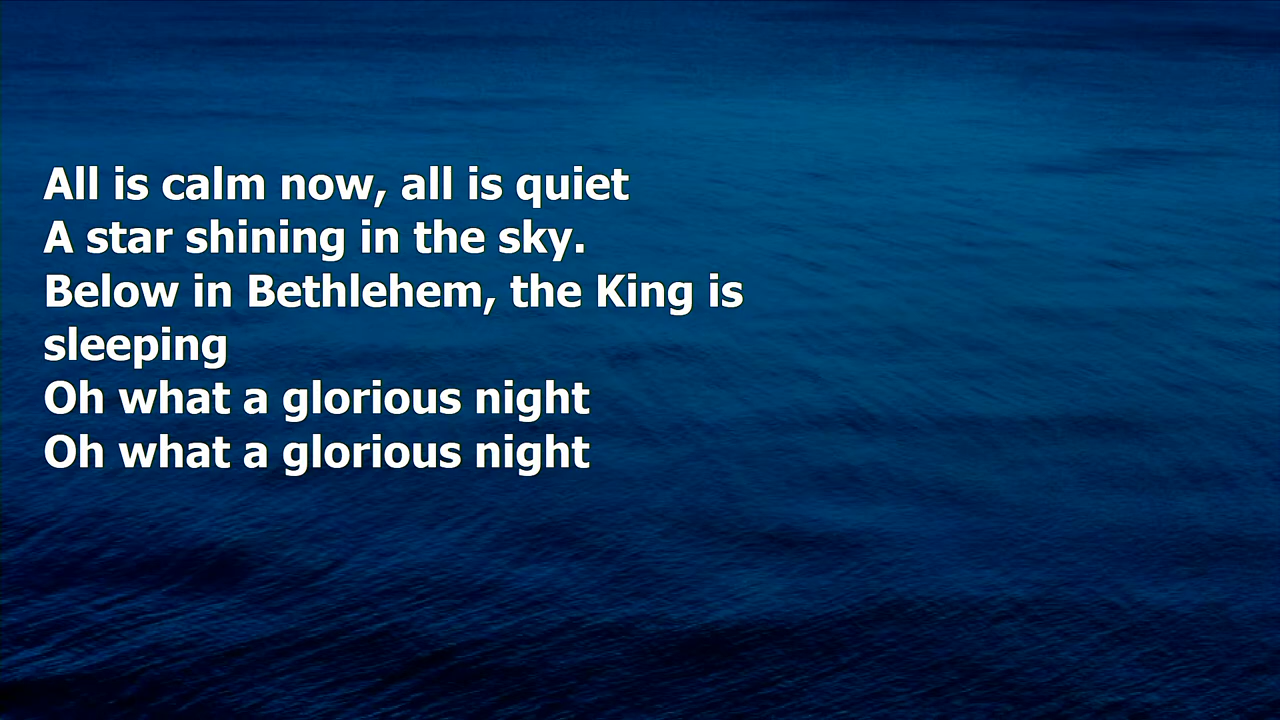 All is calm now, all is quiet
A star shining in the sky.
Below in Bethlehem, the King is
sleeping
Oh what a glorious night
Oh what a glorious night